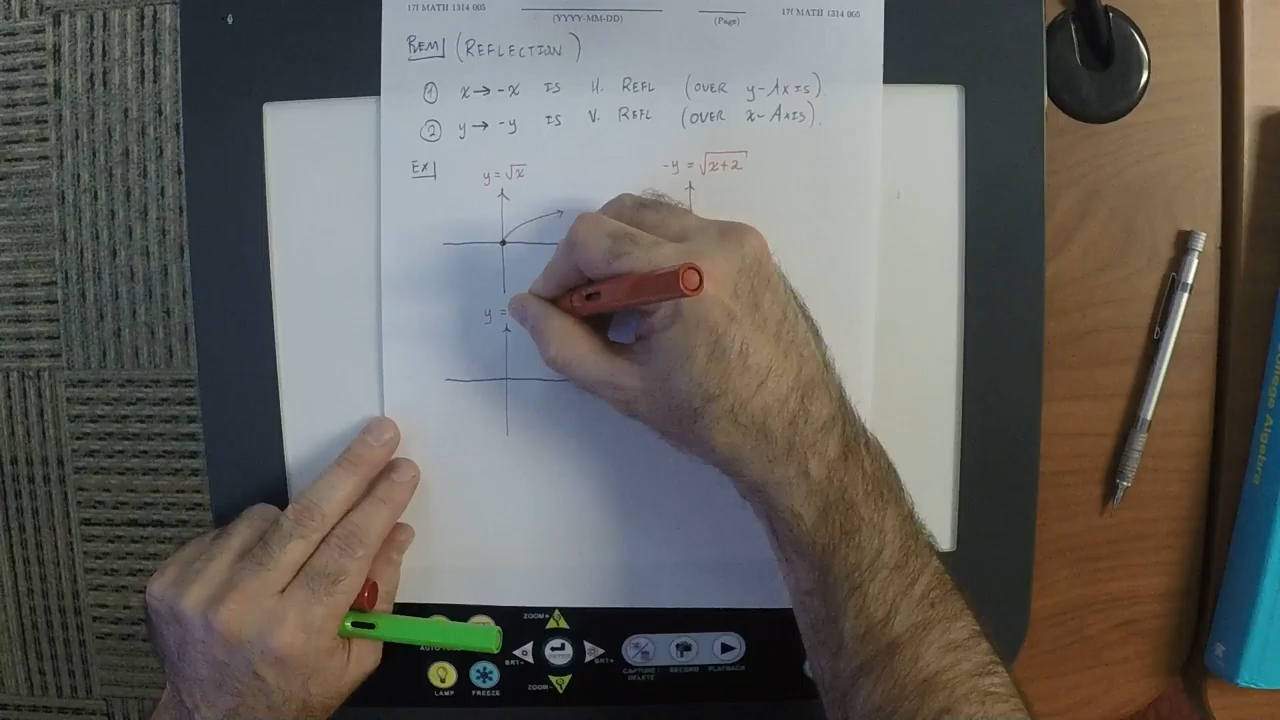 17f MATH 1314 005 (YYYY-MM-DD) (Page) 17f MATH 1314 005
REM (REFLECTION)
① x → -x IS H. REFL (OVER y-AXIS).
② y → -y IS V. REFL (OVER x-AXIS).
EX
y = √x
-y = √(x+2)
y =
ZOOM+
BRT- BRT+
CAPTURE/ DELETE RECORD PLAYBACK
LAMP FREEZE
ZOOM-
College Algebra